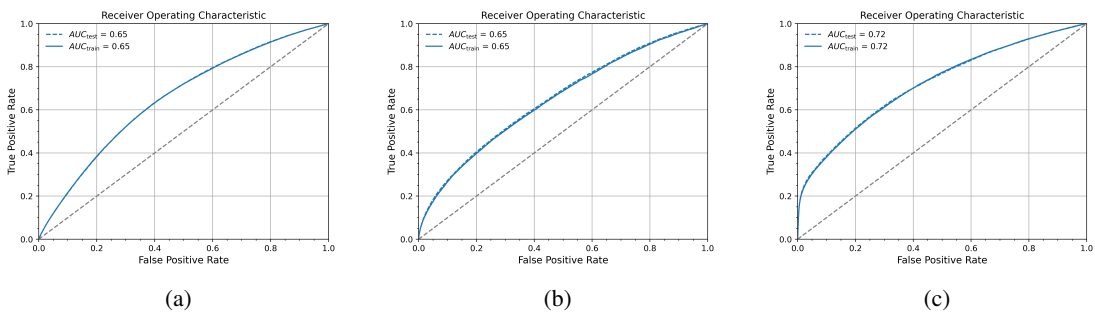 Receiver Operating Characteristic
AUCtest = 0.65
AUCtrain = 0.65
True Positive Rate
1.0
0.8
0.6
0.4
0.2
0.0
0.0 0.2 0.4 0.6 0.8 1.0
False Positive Rate
(a)
Receiver Operating Characteristic
AUCtest = 0.65
AUCtrain = 0.65
True Positive Rate
1.0
0.8
0.6
0.4
0.2
0.0
0.0 0.2 0.4 0.6 0.8 1.0
False Positive Rate
(b)
Receiver Operating Characteristic
AUCtest = 0.72
AUCtrain = 0.72
True Positive Rate
1.0
0.8
0.6
0.4
0.2
0.0
0.0 0.2 0.4 0.6 0.8 1.0
False Positive Rate
(c)